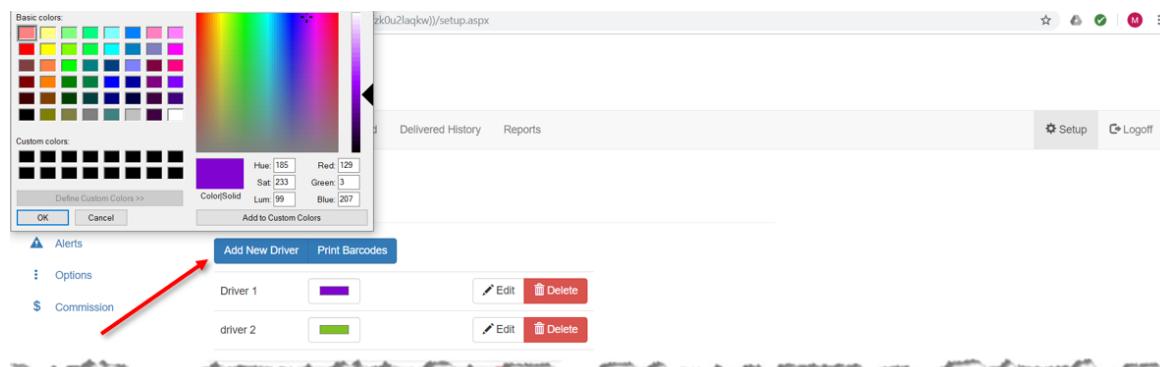 Basic colors:
zk0u2laqkw))/setup.aspx
M
Delivered History
Reports
Setup
Logoff
Custom colors:
Hue: 185
Red: 129
Sat: 233
Green: 3
Color|Solid
Lum: 99
Blue: 207
Define Custom Colors >>
OK
Cancel
Add to Custom Colors
Alerts
Add New Driver
Print Barcodes
Options
Driver 1
Edit
Delete
$ Commission
driver 2
Edit
Delete